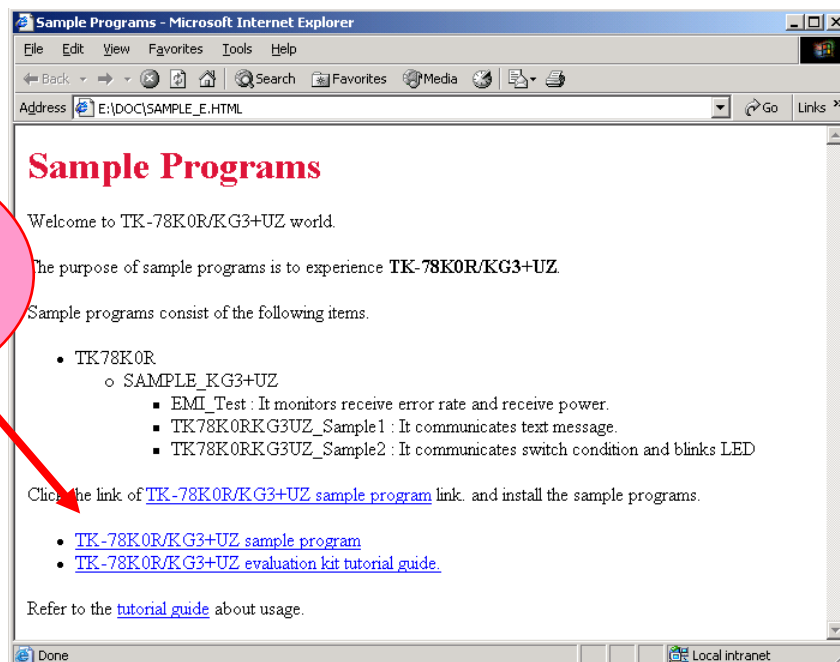 Sample Programs - Microsoft Internet Explorer
File Edit View Favorites Tools Help
Back Search Favorites Media
Address E:\DOC\SAMPLE_E.HTML Go Links »
Sample Programs
Welcome to TK-78K0R/KG3+UZ world.
The purpose of sample programs is to experience TK-78K0R/KG3+UZ.
Sample programs consist of the following items.
TK78K0R
SAMPLE_KG3+UZ
EMI_Test : It monitors receive error rate and receive power.
TK78K0RKG3UZ_Sample1 : It communicates text message.
TK78K0RKG3UZ_Sample2 : It communicates switch condition and blinks LED
Click the link of TK-78K0R/KG3+UZ sample program link. and install the sample programs.
TK-78K0R/KG3+UZ sample program
TK-78K0R/KG3+UZ evaluation kit tutorial guide.
Refer to the tutorial guide about usage.
Done Local intranet